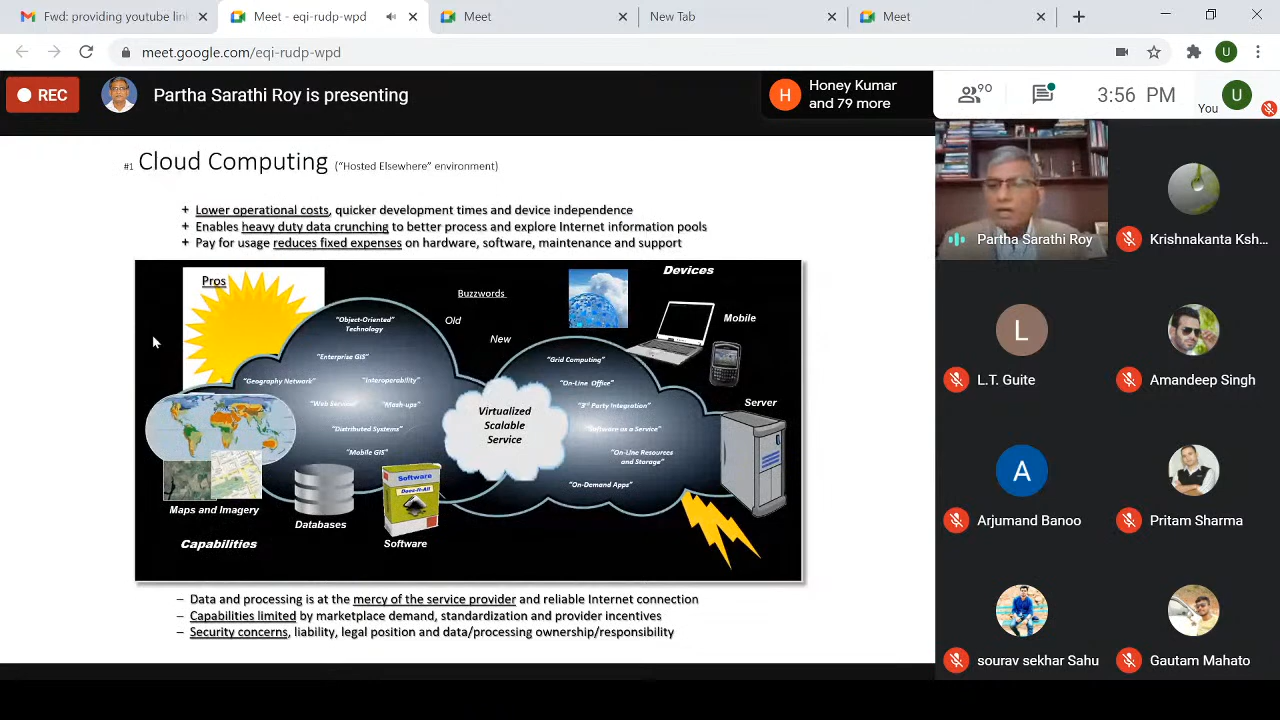 Fwd: providing youtube lin
Meet - eqi-rudp-wpd
Meet
New Tab
Meet
meet.google.com/eqi-rudp-wpd
U
REC
Partha Sarathi Roy is presenting
H
Honey Kumar
and 79 more
90
3:56 PM
You
U
#1 Cloud Computing (“Hosted Elsewhere” environment)
+ Lower operational costs, quicker development times and device independence
+ Enables heavy duty data crunching to better process and explore Internet information pools
+ Pay for usage reduces fixed expenses on hardware, software, maintenance and support
Pros
Buzzwords
Old
New
Devices
Mobile
Server
"Object-Oriented"
Technology
"Enterprise GIS"
"Geography Network"
"Interoperability"
"Web Service"
"Mash-ups"
"Distributed Systems"
"Mobile GIS"
Virtualized
Scalable
Service
"Grid Computing"
"On-Line Office"
"3rd Party Integration"
"Software as a Service"
"On-Line Resources
and Storage"
"On-Demand Apps"
Maps and Imagery
Databases
Software
Does-It-All
Software
Capabilities
– Data and processing is at the mercy of the service provider and reliable Internet connection
– Capabilities limited by marketplace demand, standardization and provider incentives
– Security concerns, liability, legal position and data/processing ownership/responsibility
Partha Sarathi Roy
Krishnakanta Ksh...
L
L.T. Guite
Amandeep Singh
A
Arjumand Banoo
Pritam Sharma
sourav sekhar Sahu
Gautam Mahato